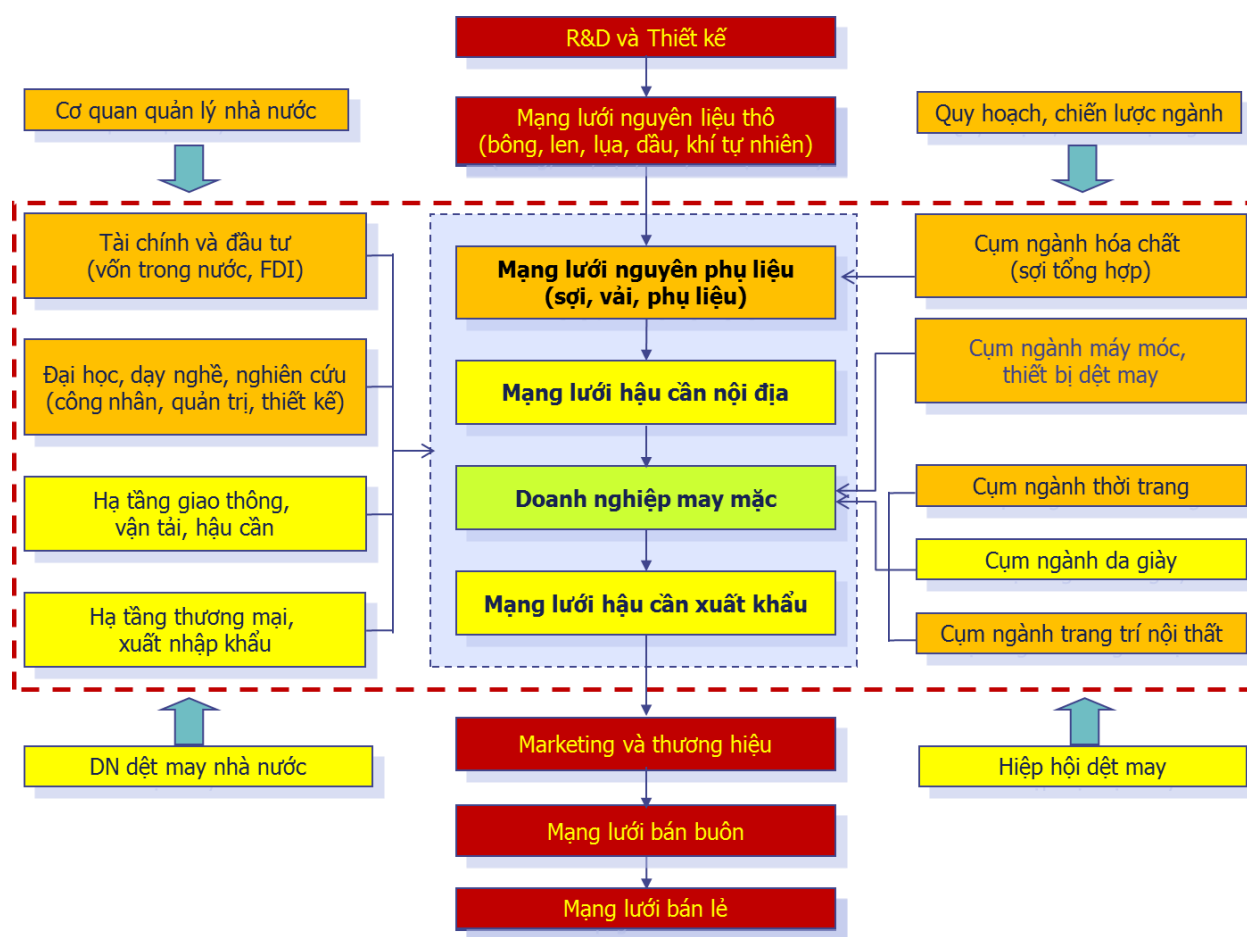 R&D và Thiết kế
Cơ quan quản lý nhà nước
Mạng lưới nguyên liệu thô
(bông, len, lụa, dầu, khí tự nhiên)
Quy hoạch, chiến lược ngành
Tài chính và đầu tư
(vốn trong nước, FDI)
Đại học, dạy nghề, nghiên cứu
(công nhân, quản trị, thiết kế)
Hạ tầng giao thông,
vận tải, hậu cần
Hạ tầng thương mại,
xuất nhập khẩu
Mạng lưới nguyên phụ liệu
(sợi, vải, phụ liệu)
Mạng lưới hậu cần nội địa
Doanh nghiệp may mặc
Mạng lưới hậu cần xuất khẩu
Cụm ngành hóa chất
(sợi tổng hợp)
Cụm ngành máy móc,
thiết bị dệt may
Cụm ngành thời trang
Cụm ngành da giày
Cụm ngành trang trí nội thất
DN dệt may nhà nước
Marketing và thương hiệu
Hiệp hội dệt may
Mạng lưới bán buôn
Mạng lưới bán lẻ